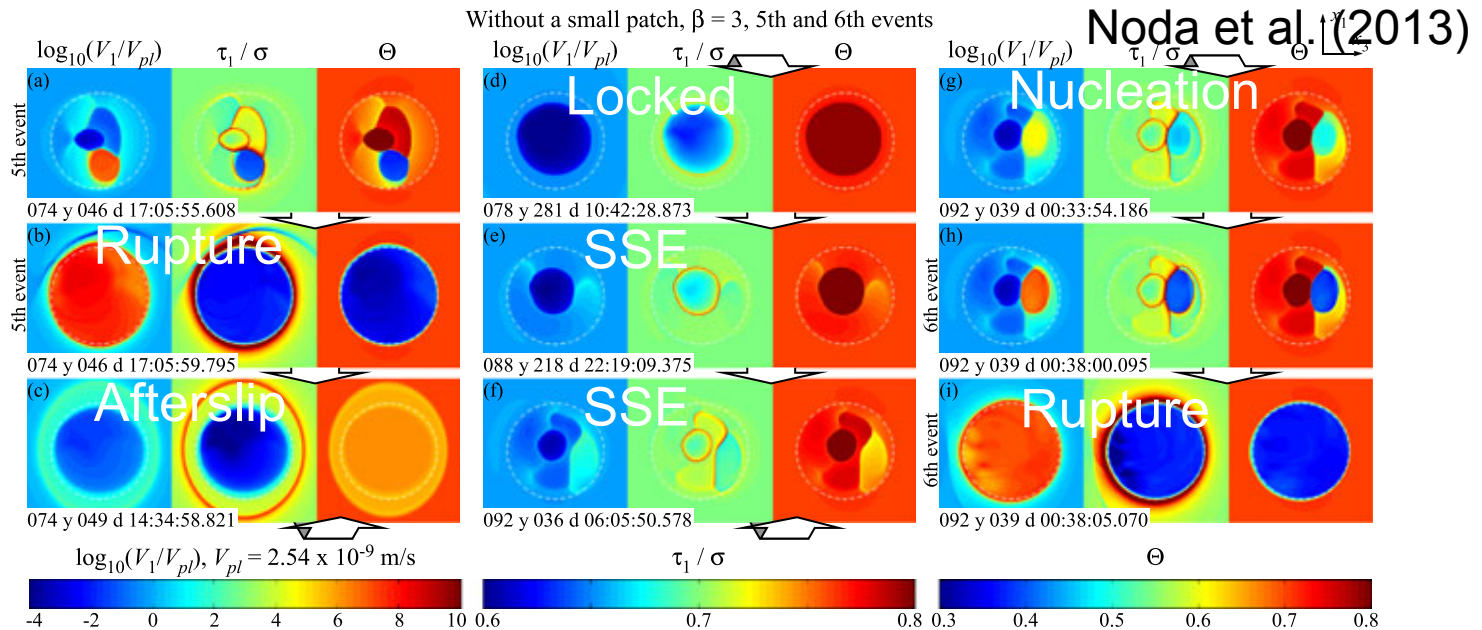 Without a small patch, β = 3, 5th and 6th events
Noda et al. (2013)
x1
x3
log10(V1/Vpl) τ1 / σ Θ
log10(V1/Vpl) τ1 / σ Θ
log10(V1/Vpl) τ1 / σ Θ
5th event
(a)
074 y 046 d 17:05:55.608
5th event
(b)
Rupture
074 y 046 d 17:05:59.795
(c)
Afterslip
074 y 049 d 14:34:58.821
(d)
Locked
078 y 281 d 10:42:28.873
(e)
SSE
088 y 218 d 22:19:09.375
(f)
SSE
092 y 036 d 06:05:50.578
(g)
Nucleation
092 y 039 d 00:33:54.186
6th event
(h)
092 y 039 d 00:38:00.095
6th event
(i)
Rupture
092 y 039 d 00:38:05.070
log10(V1/Vpl), Vpl = 2.54 x 10-9 m/s
-4 -2 0 2 4 6 8 10
τ1 / σ
0.6 0.7 0.8
Θ
0.3 0.4 0.5 0.6 0.7 0.8